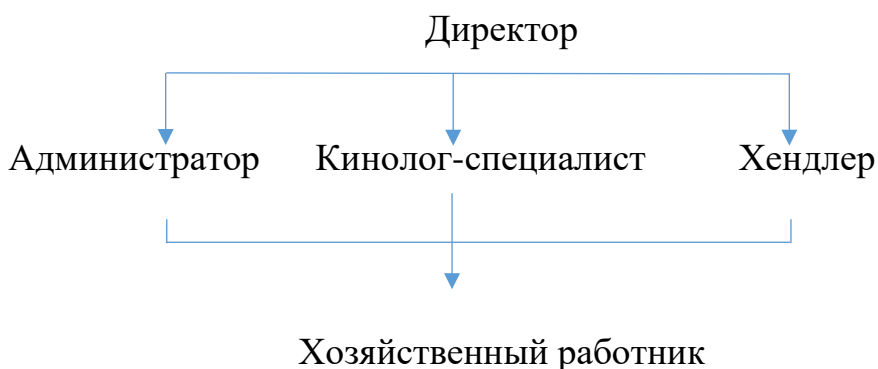 Директор
Администратор Кинолог-специалист Хендлер
Хозяйственный работник